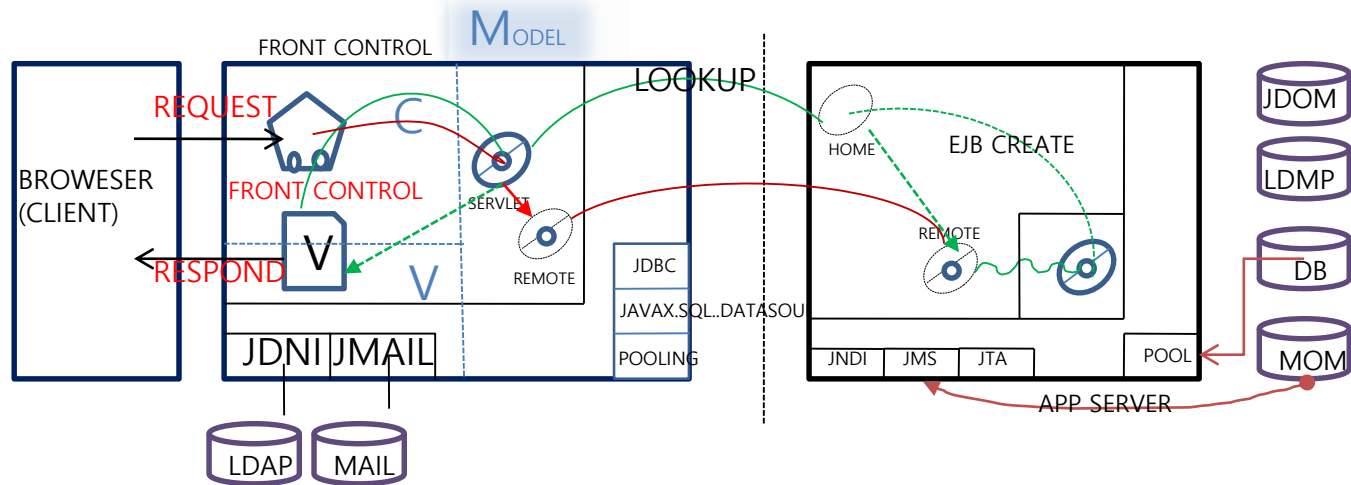 MODEL
FRONT CONTROL
REQUEST
C
LOOKUP
JDOM
HOME
EJB CREATE
LDMP
BROWESER
(CLIENT)
FRONT CONTROL
SERVLET
REMOTE
V
RESPOND
V
REMOTE
JDBC
DB
JAVAX.SQL..DATASOU
JDNI
JMAIL
POOLING
JNDI
JMS
JTA
POOL
MOM
APP SERVER
LDAP
MAIL